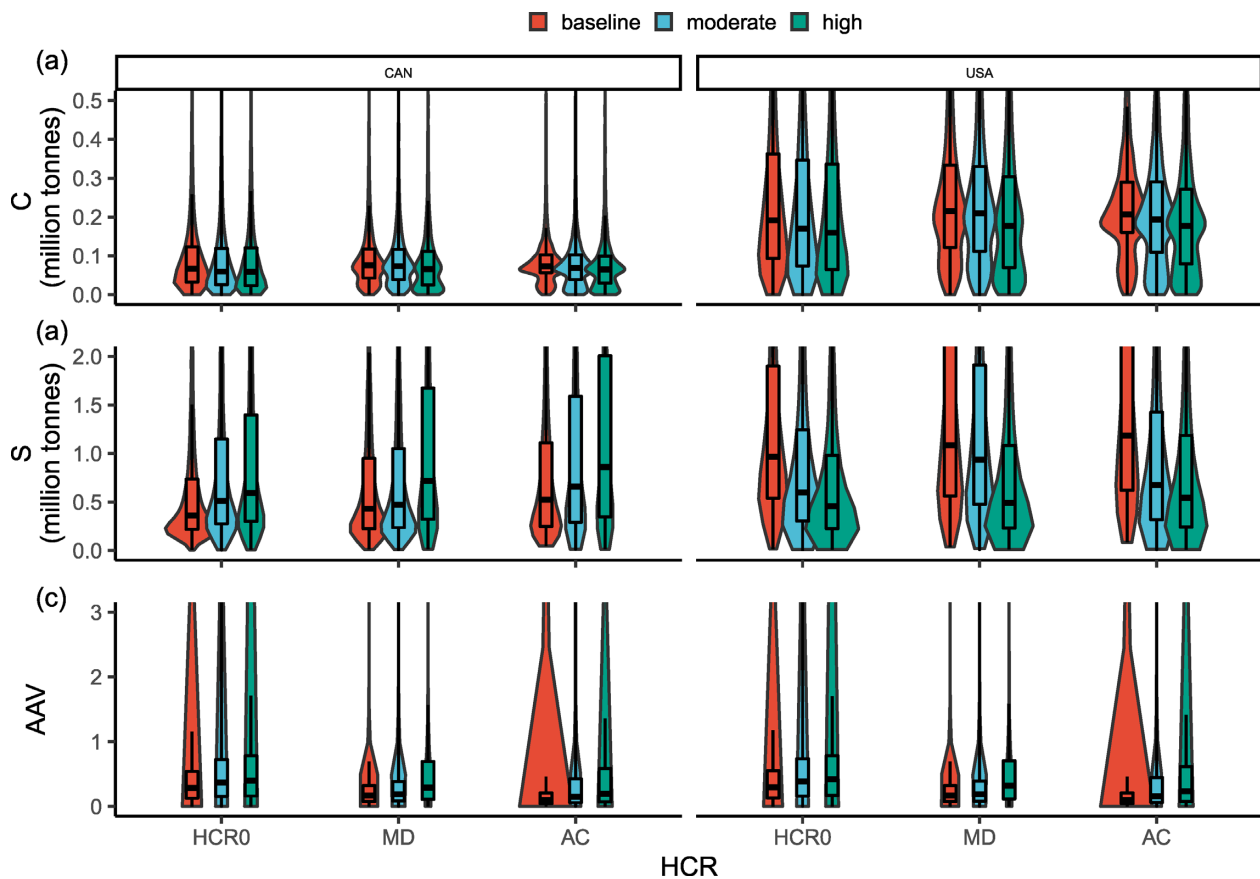 baseline moderate high
(a)
CAN USA
C
(million tonnes)
0.5
0.4
0.3
0.2
0.1
0.0
(a)
S
(million tonnes)
2.0
1.5
1.0
0.5
0.0
(c)
AAV
3
2
1
0
HCR0 MD AC HCR0 MD AC
HCR